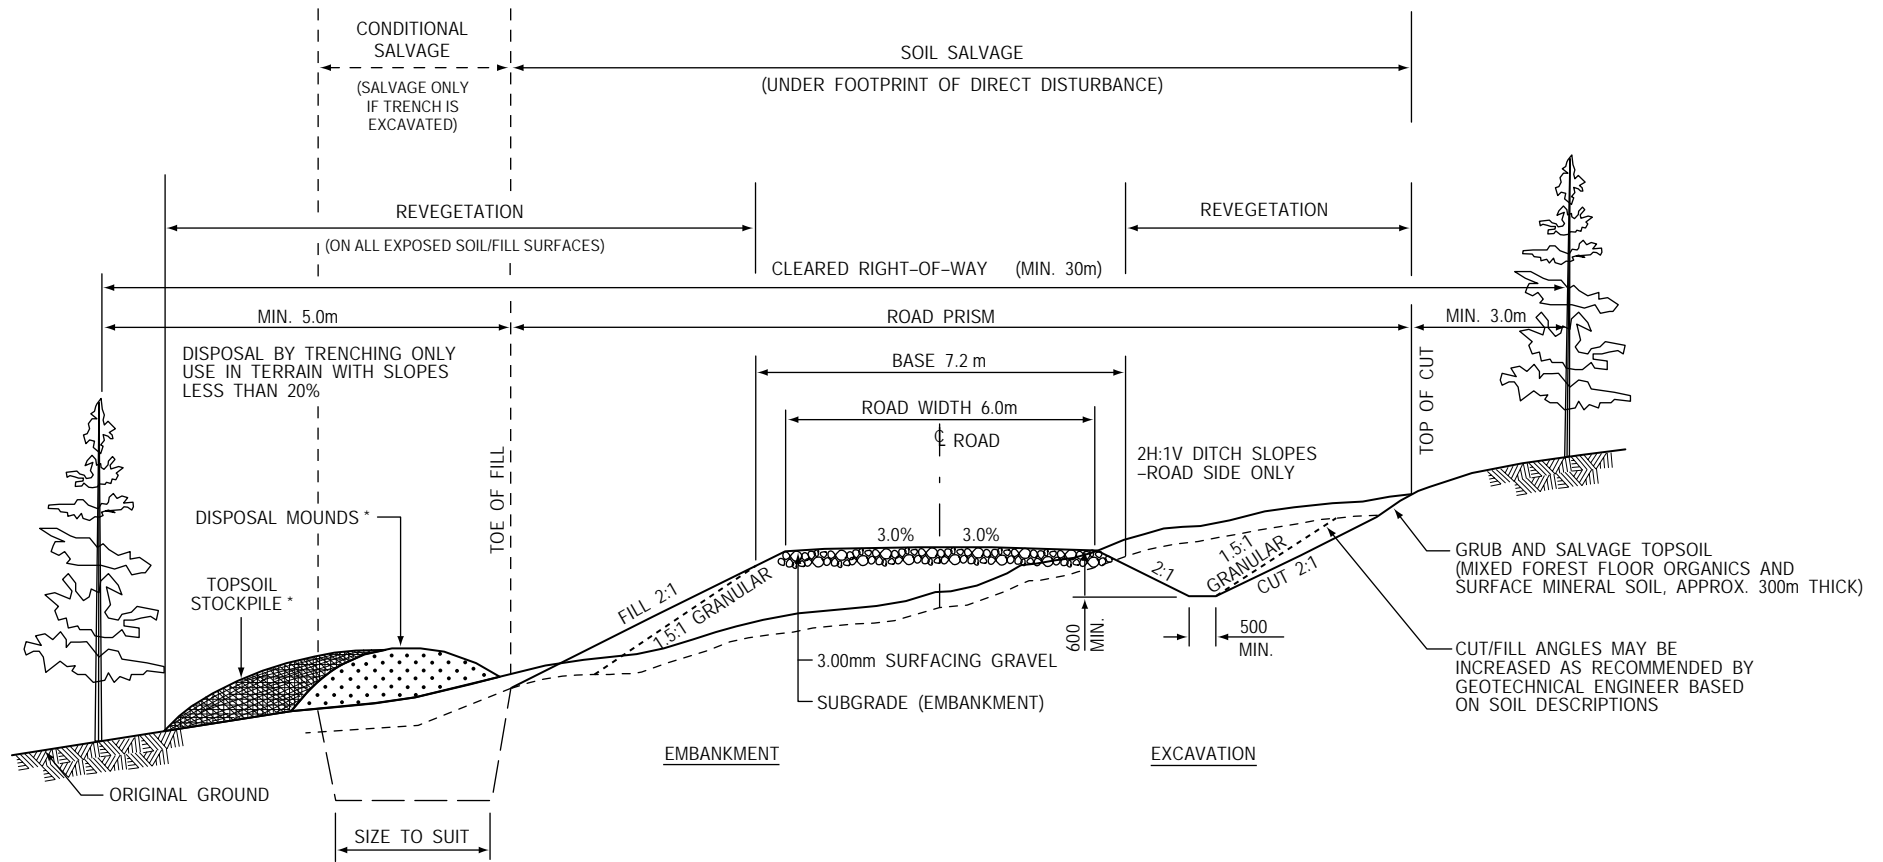 CONDITIONAL
SALVAGE
(SALVAGE ONLY
IF TRENCH IS
EXCAVATED)
SOIL SALVAGE
(UNDER FOOTPRINT OF DIRECT DISTURBANCE)
REVEGETATION
(ON ALL EXPOSED SOIL/FILL SURFACES)
REVEGETATION
CLEARED RIGHT-OF-WAY (MIN. 30m)
MIN. 5.0m
ROAD PRISM
MIN. 3.0m
DISPOSAL BY TRENCHING ONLY
USE IN TERRAIN WITH SLOPES
LESS THAN 20%
BASE 7.2 m
ROAD WIDTH 6.0m
℄ ROAD
TOP OF CUT
2H:1V DITCH SLOPES
-ROAD SIDE ONLY
TOE OF FILL
DISPOSAL MOUNDS *
3.0% 3.0%
TOPSOIL
STOCKPILE *
FILL 2:1
1.5:1 GRANULAR
2:1
1.5:1
GRANULAR
CUT 2:1
GRUB AND SALVAGE TOPSOIL
(MIXED FOREST FLOOR ORGANICS AND
SURFACE MINERAL SOIL, APPROX. 300m THICK)
600
MIN.
500
MIN.
3.00mm SURFACING GRAVEL
SUBGRADE (EMBANKMENT)
CUT/FILL ANGLES MAY BE
INCREASED AS RECOMMENDED BY
GEOTECHNICAL ENGINEER BASED
ON SOIL DESCRIPTIONS
EMBANKMENT
EXCAVATION
ORIGINAL GROUND
SIZE TO SUIT